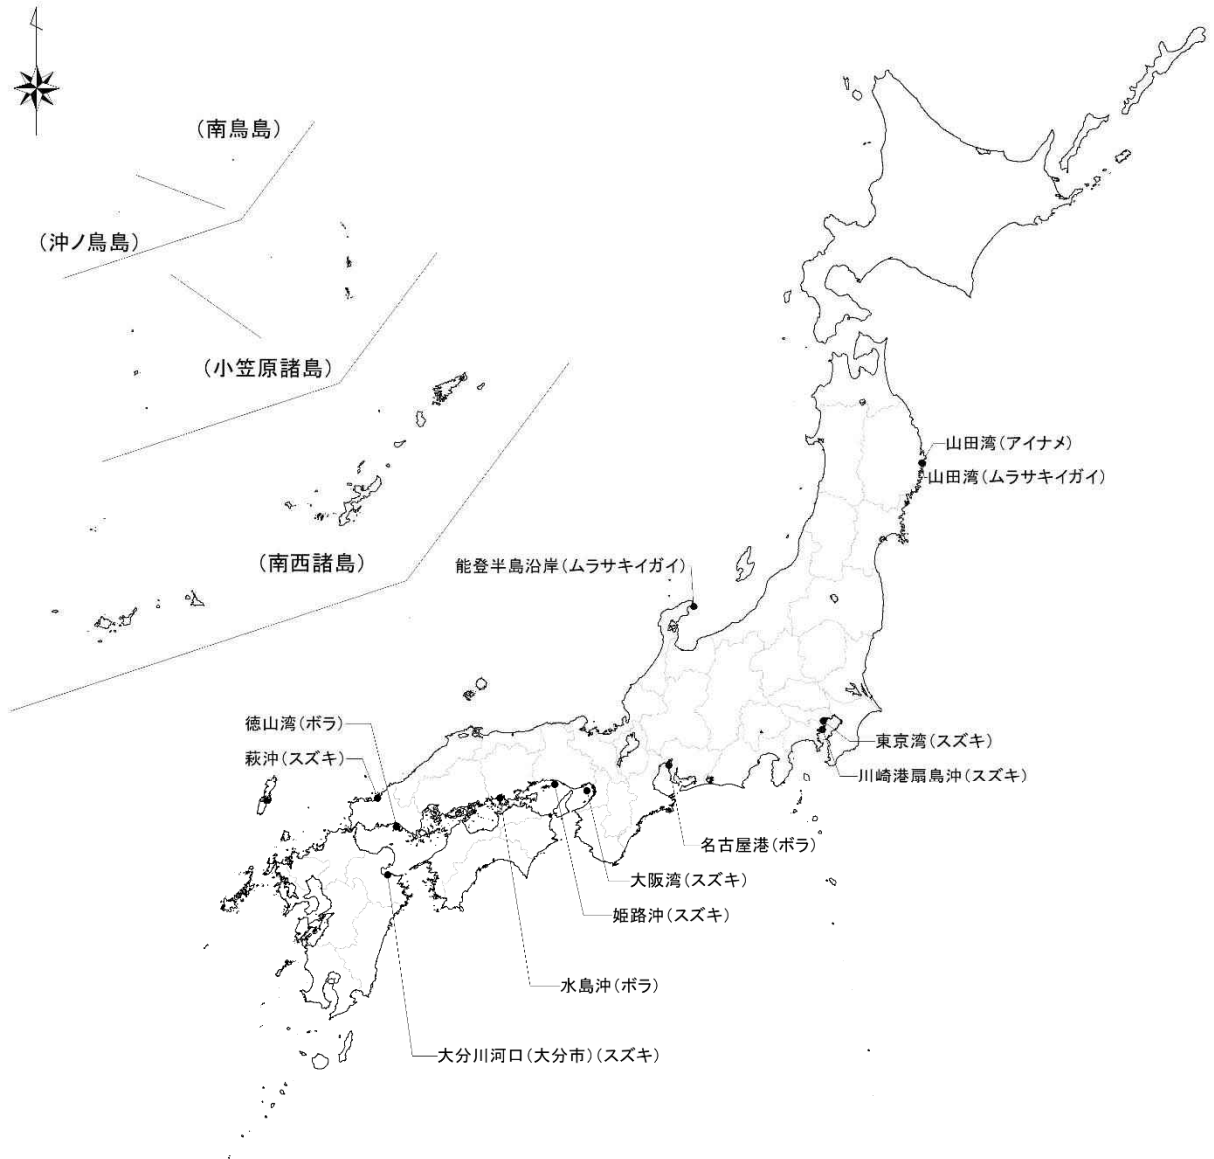 (南鳥島)
(沖ノ鳥島)
(小笠原諸島)
山田湾(アイナメ)
山田湾(ムラサキイガイ)
(南西諸島)
能登半島沿岸(ムラサキイガイ)
徳山湾(ボラ)
東京湾(スズキ)
萩沖(スズキ)
川崎港扇島沖(スズキ)
名古屋港(ボラ)
大阪湾(スズキ)
姫路沖(スズキ)
水島沖(ボラ)
大分川河口(大分市)(スズキ)